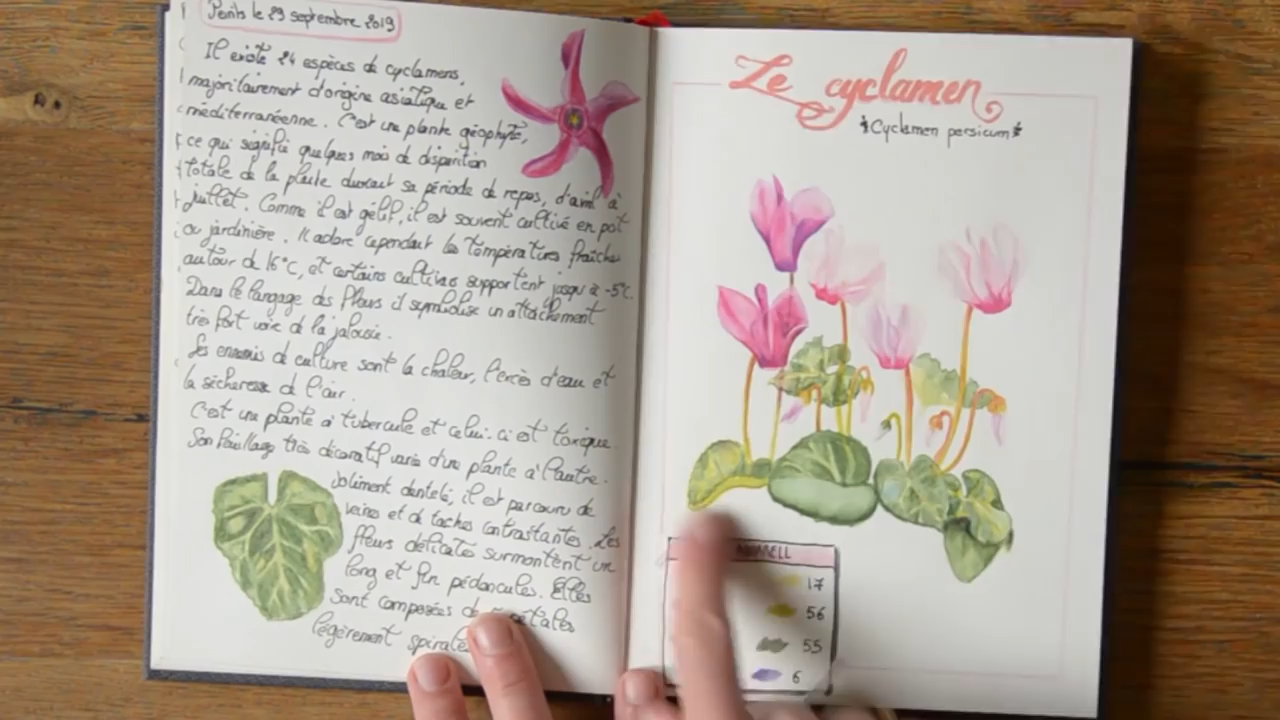 Paris le 29 septembre 2019
Il existe 24 espèces de cyclamens,
majoritairement d'origine asiatique et
méditerranéenne. C'est une plante géophyte,
ce qui signifie quelques mois de disparition
totale de la plante durant sa période de repos, d'avril à
juillet. Comme il est gélif, il est souvent cultivé en pot
ou jardinière. Il adore cependant les températures fraîches
autour de 16°C, et certains cultivars supportent jusqu'à -5°C.
Dans le langage des fleurs il symbolise un attachement
très fort voire de la jalousie.
Ses ennemis de culture sont la chaleur, l'excès d'eau et
la sécheresse de l'air.
C'est une plante à tubercule et celui-ci est toxique.
Son feuillage très décoratif varie d'une plante à l'autre.
Joliment dentelé, il est parcouru de
veines et de taches contrastantes. Les
fleurs délicates surmontent un
long et fin pédoncules. Elles
sont composées de pétales
légèrement spiralés
Le cyclamen
Cyclamen persicum
17
56
55
6